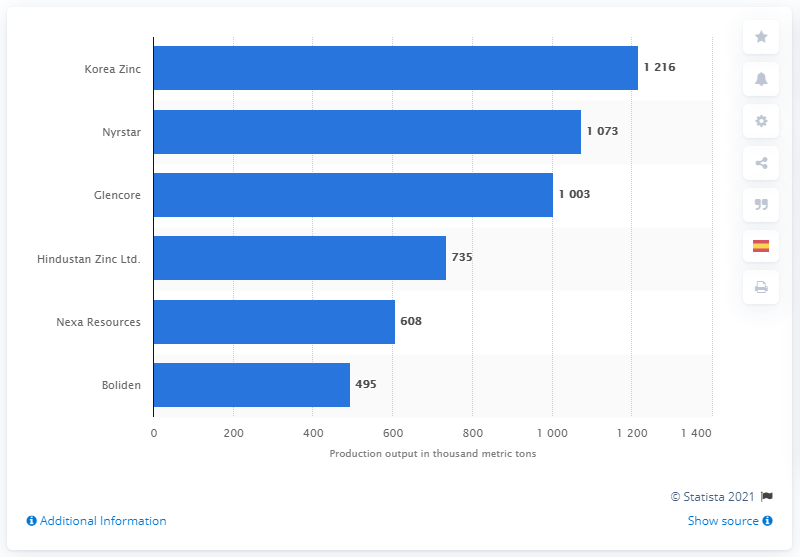 Korea Zinc 1 216
Nyrstar 1 073
Glencore 1 003
Hindustan Zinc Ltd. 735
Nexa Resources 608
Boliden 495
0 200 400 600 800 1 000 1 200 1 400
Production output in thousand metric tons
© Statista 2021
Additional Information
Show source